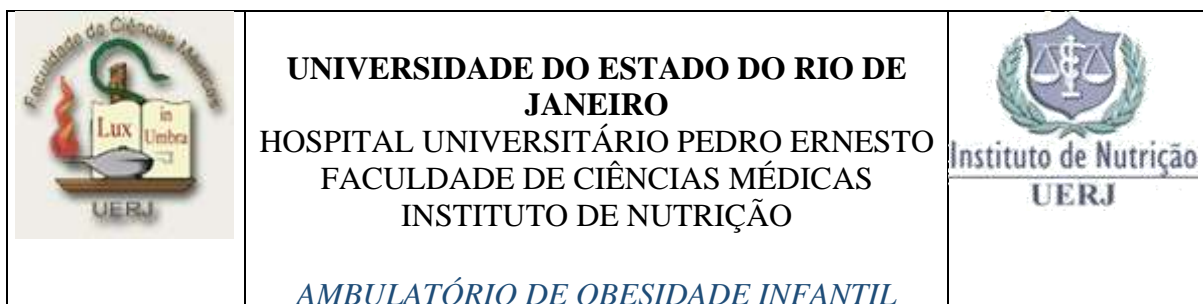 Faculdade de Ciências Médicas
Lux in Umbra
UERJ
UNIVERSIDADE DO ESTADO DO RIO DE
JANEIRO
HOSPITAL UNIVERSITÁRIO PEDRO ERNESTO
FACULDADE DE CIÊNCIAS MÉDICAS
INSTITUTO DE NUTRIÇÃO
AMBULATÓRIO DE OBESIDADE INFANTIL
Instituto de Nutrição
UERJ